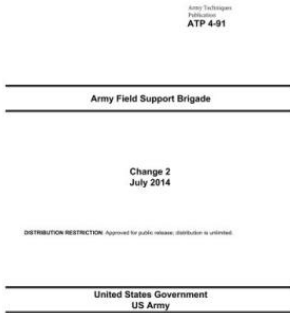 Army Techniques
Publication
ATP 4-91
Army Field Support Brigade
Change 2
July 2014
DISTRIBUTION RESTRICTION: Approved for public release; distribution is unlimited.
United States Government
US Army